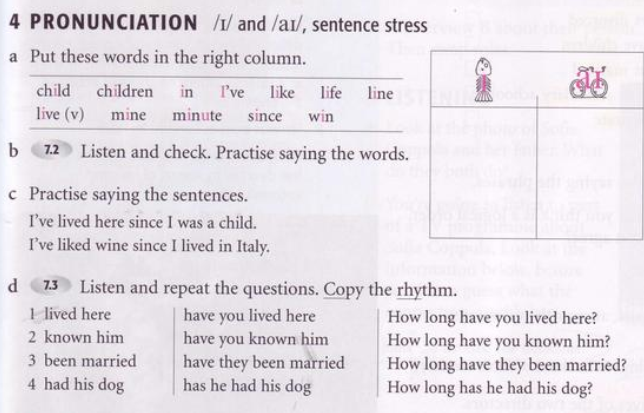 4 PRONUNCIATION /ɪ/ and /aɪ/, sentence stress
a Put these words in the right column.
child children in I've like life line
live (v) mine minute since win
aɪ
b 7.2 Listen and check. Practise saying the words.
c Practise saying the sentences.
I've lived here since I was a child.
I've liked wine since I lived in Italy.
d 7.3 Listen and repeat the questions. Copy the rhythm.
1 lived here have you lived here How long have you lived here?
2 known him have you known him How long have you known him?
3 been married have they been married How long have they been married?
4 had his dog has he had his dog How long has he had his dog?